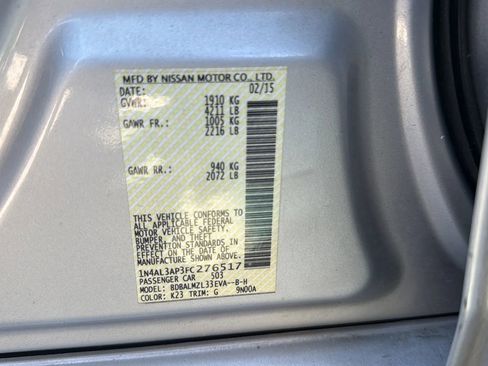 MFD BY NISSAN MOTOR CO., LTD.
DATE: 02/15
GVWR: 1910 KG
4211 LB
GAWR FR.: 1005 KG
2216 LB
GAWR RR.: 940 KG
2072 LB
THIS VEHICLE CONFORMS TO
ALL APPLICABLE FEDERAL
MOTOR VEHICLE SAFETY,
BUMPER, AND THEFT
PREVENTION STANDARDS IN
EFFECT ON THE DATE OF
MANUFACTURE SHOWN ABOVE.
1N4AL3AP3FC276517
PASSENGER CAR 503
MODEL: BDBALMZL33EVA--B-H
COLOR: K23 TRIM: G 9N00A